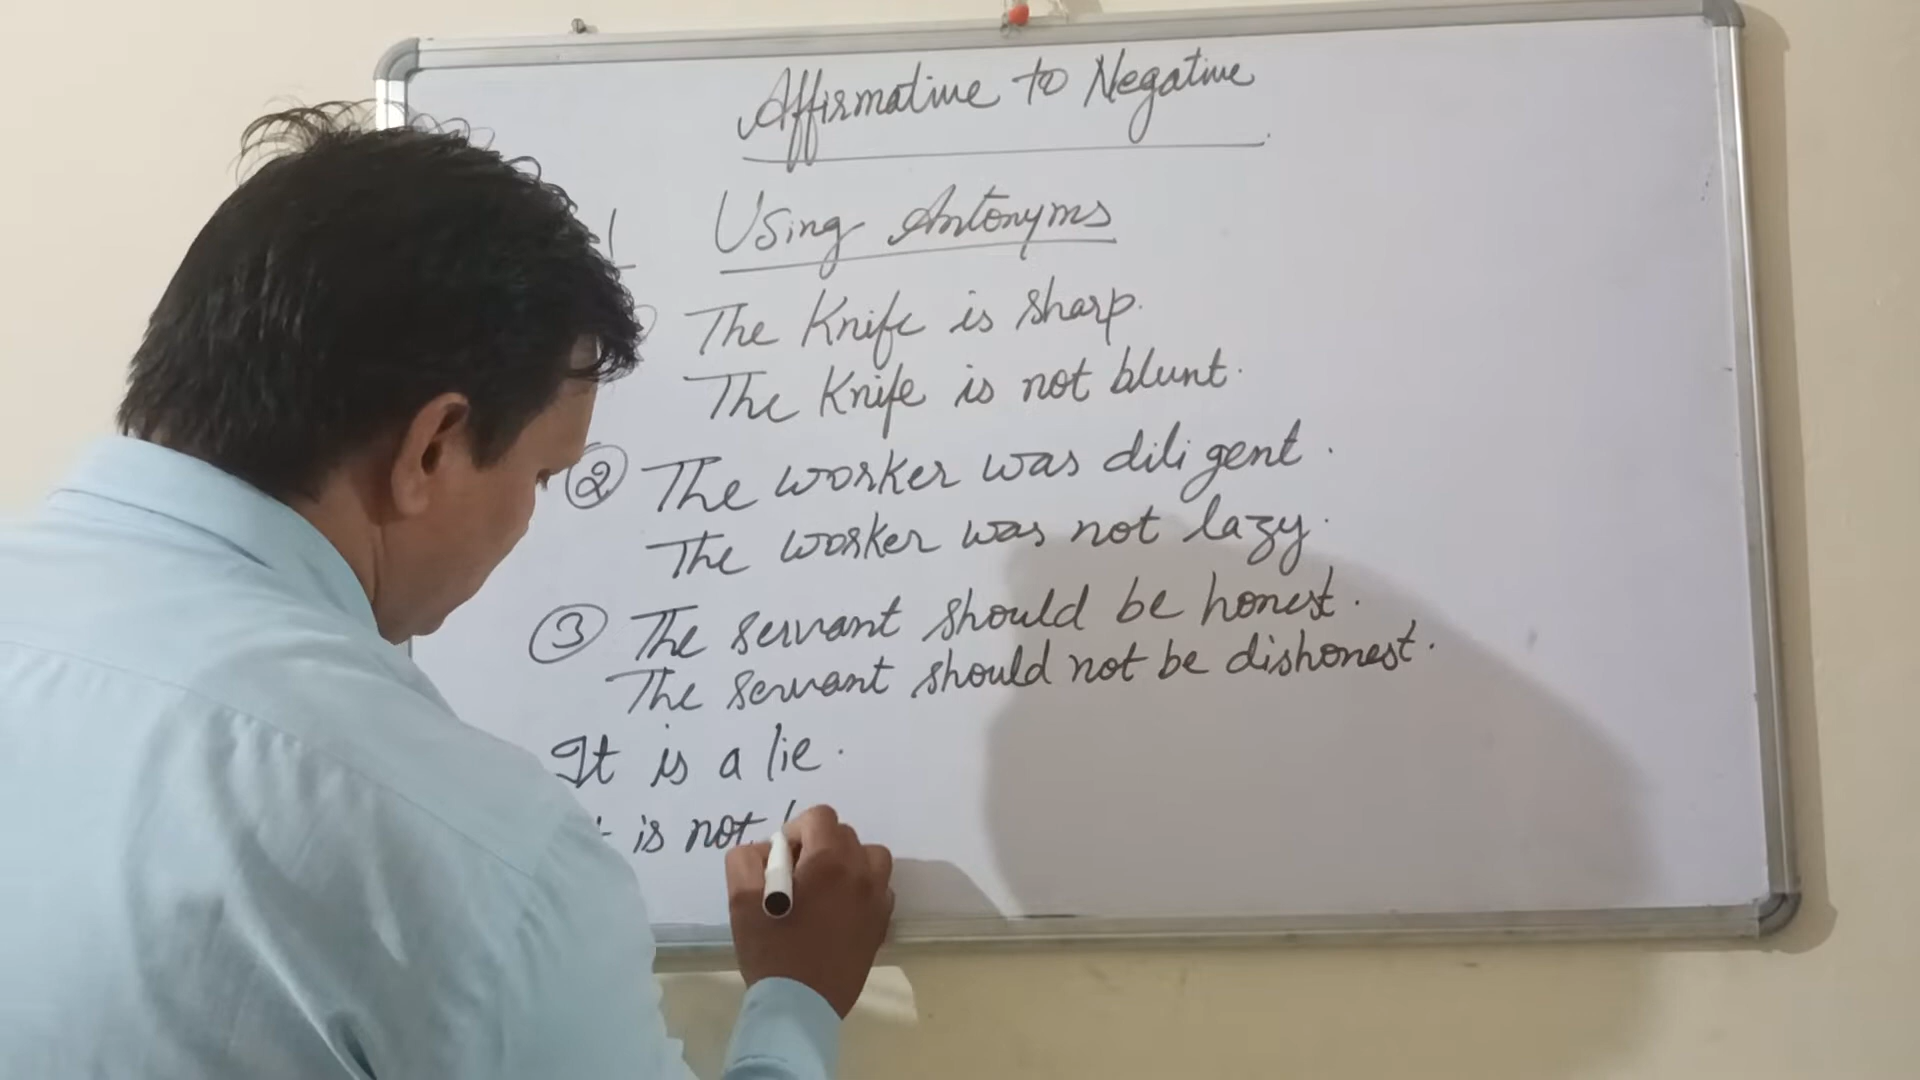 Affirmative to Negative
1 Using Antonyms
The Knife is sharp.
The Knife is not blunt.
② The worker was diligent.
The worker was not lazy.
③ The servant should be honest.
The servant should not be dishonest.
It is a lie.
is not